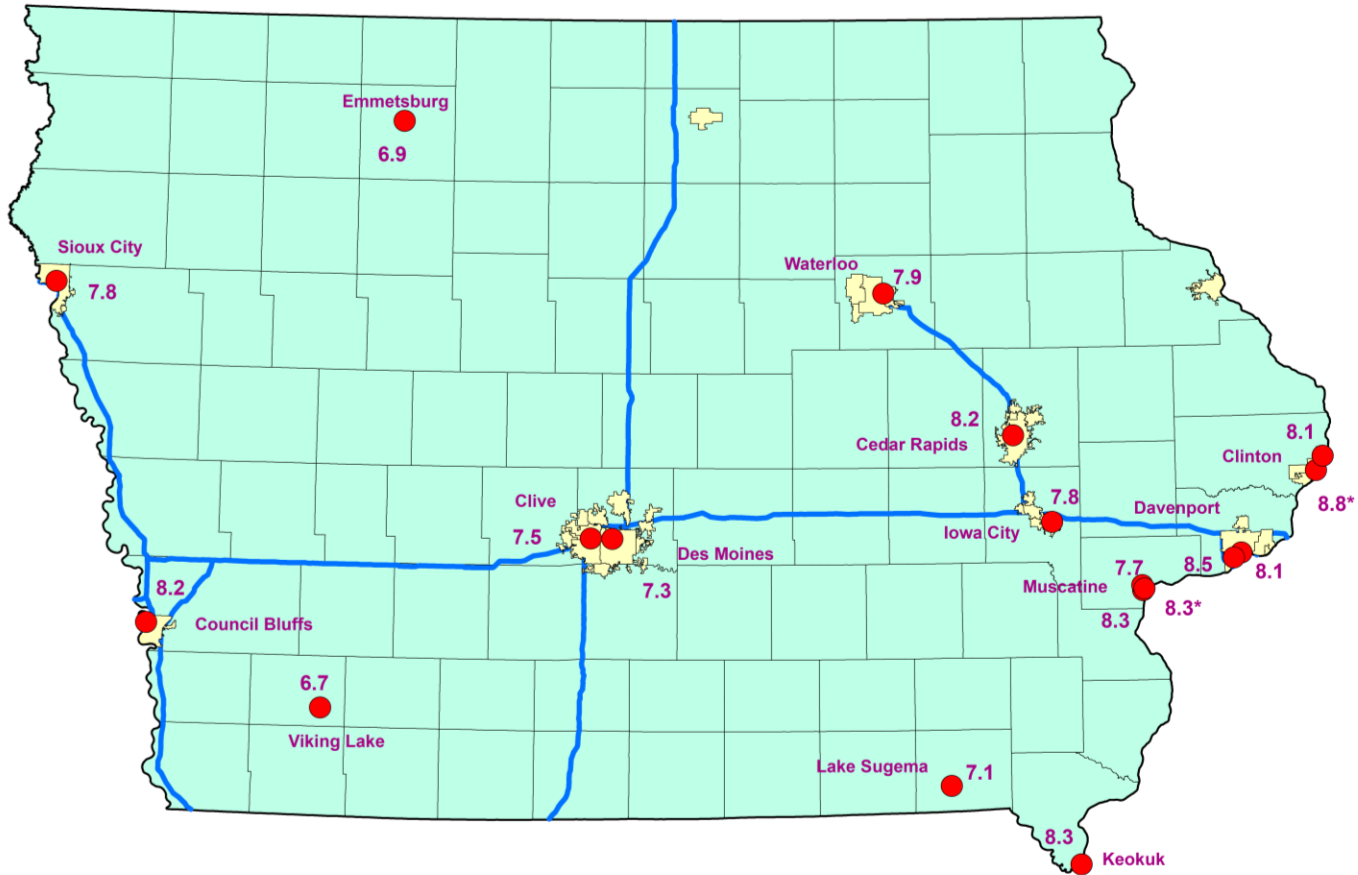 Emmetsburg
6.9
Sioux City
7.8
Waterloo
7.9
8.2
Cedar Rapids
8.1
Clinton
8.8*
Clive
7.5
Des Moines
7.3
7.8
Iowa City
Davenport
8.5
8.1
7.7
Muscatine
8.3*
8.3
8.2
Council Bluffs
6.7
Viking Lake
Lake Sugema
7.1
8.3
Keokuk